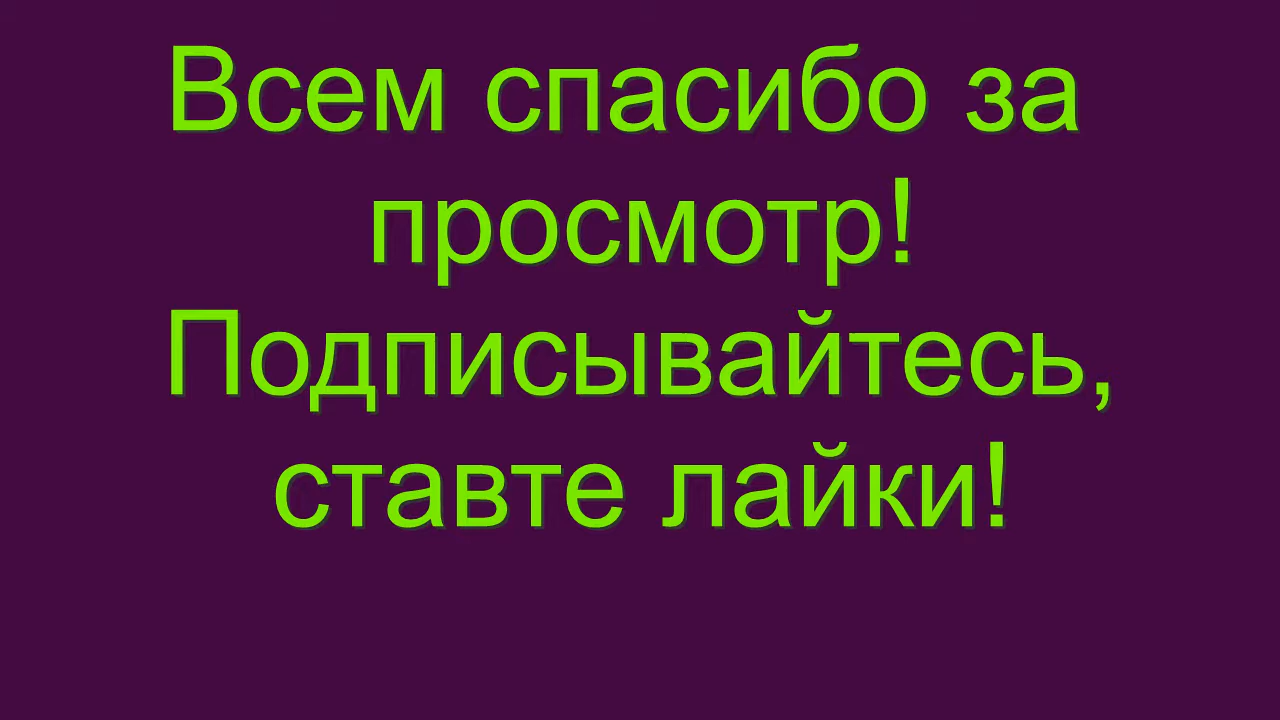 Всем спасибо за
просмотр!
Подписывайтесь,
ставте лайки!